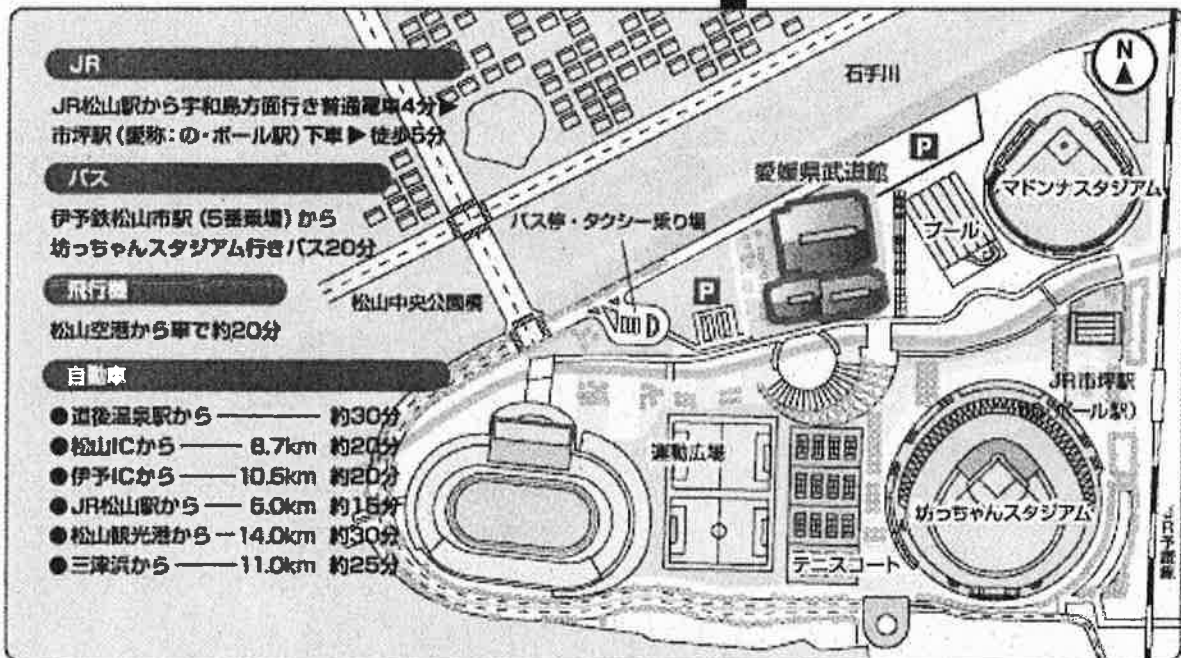 JR
JR松山駅から宇和島方面行き普通電車4分▶
市坪駅(愛称:の・ボール駅)下車▶徒歩5分
バス
伊予鉄松山市駅(5番乗場)から
坊っちゃんスタジアム行きバス20分
飛行機
松山空港から車で約20分
自動車
●道後温泉駅から 約30分
●松山ICから 8.7km 約20分
●伊予ICから 10.5km 約20分
●JR松山駅から 5.0km 約15分
●松山観光港から 14.0km 約30分
●三津浜から 11.0km 約25分
石手川
N
P
愛媛県武道館
マドンナスタジアム
プール
バス停・タクシー乗り場
松山中央公園橋
P
JR市坪駅
ボール駅)
運動広場
坊っちゃんスタジアム
テニスコート
JR予讃線